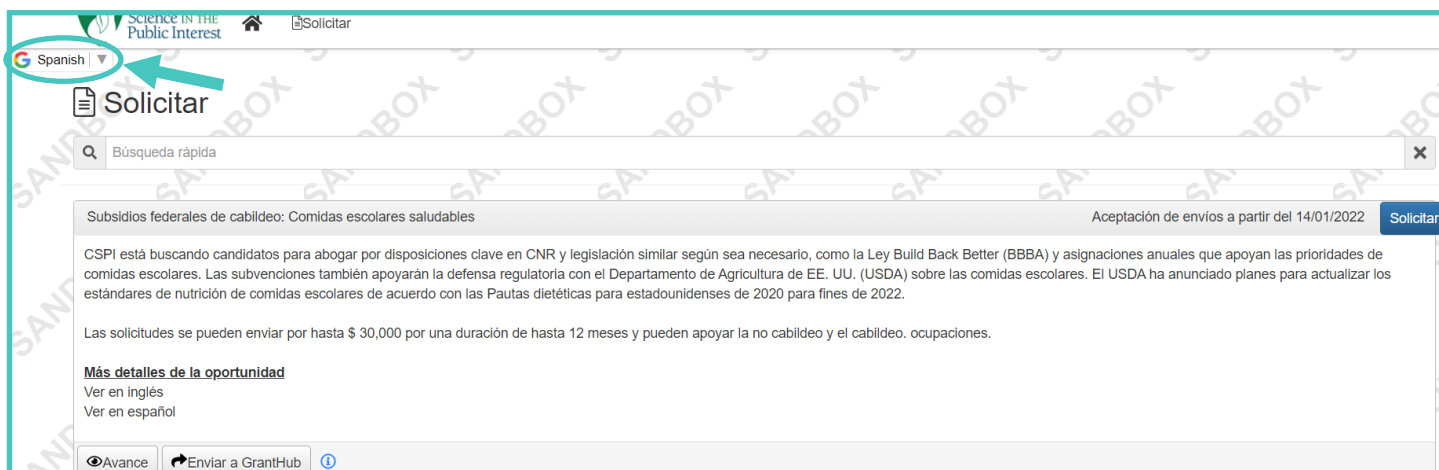 Science IN THE
Public Interest
Solicitar
Spanish
Solicitar
Búsqueda rápida
Subsidios federales de cabildeo: Comidas escolares saludables
Aceptación de envíos a partir del 14/01/2022
Solicitar
CSPI está buscando candidatos para abogar por disposiciones clave en CNR y legislación similar según sea necesario, como la Ley Build Back Better (BBBA) y asignaciones anuales que apoyan las prioridades de
comidas escolares. Las subvenciones también apoyarán la defensa regulatoria con el Departamento de Agricultura de EE. UU. (USDA) sobre las comidas escolares. El USDA ha anunciado planes para actualizar los
estándares de nutrición de comidas escolares de acuerdo con las Pautas dietéticas para estadounidenses de 2020 para fines de 2022.
Las solicitudes se pueden enviar por hasta $ 30,000 por una duración de hasta 12 meses y pueden apoyar la no cabildeo y el cabildeo. ocupaciones.
Más detalles de la oportunidad
Ver en inglés
Ver en español
Avance
Enviar a GrantHub
SANDBOX